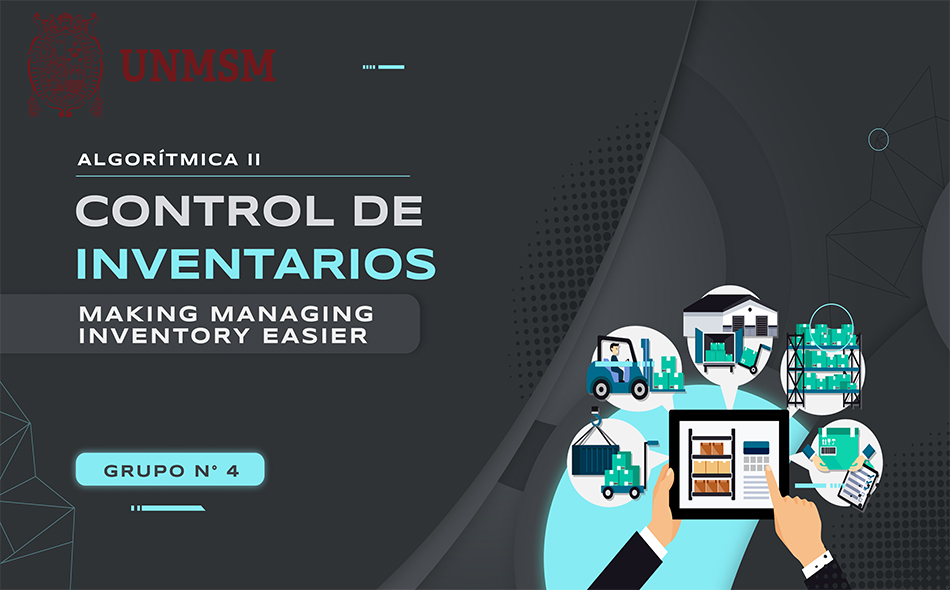 UNMSM
ALGORÍTMICA II
CONTROL DE
INVENTARIOS
MAKING MANAGING
INVENTORY EASIER
GRUPO N° 4